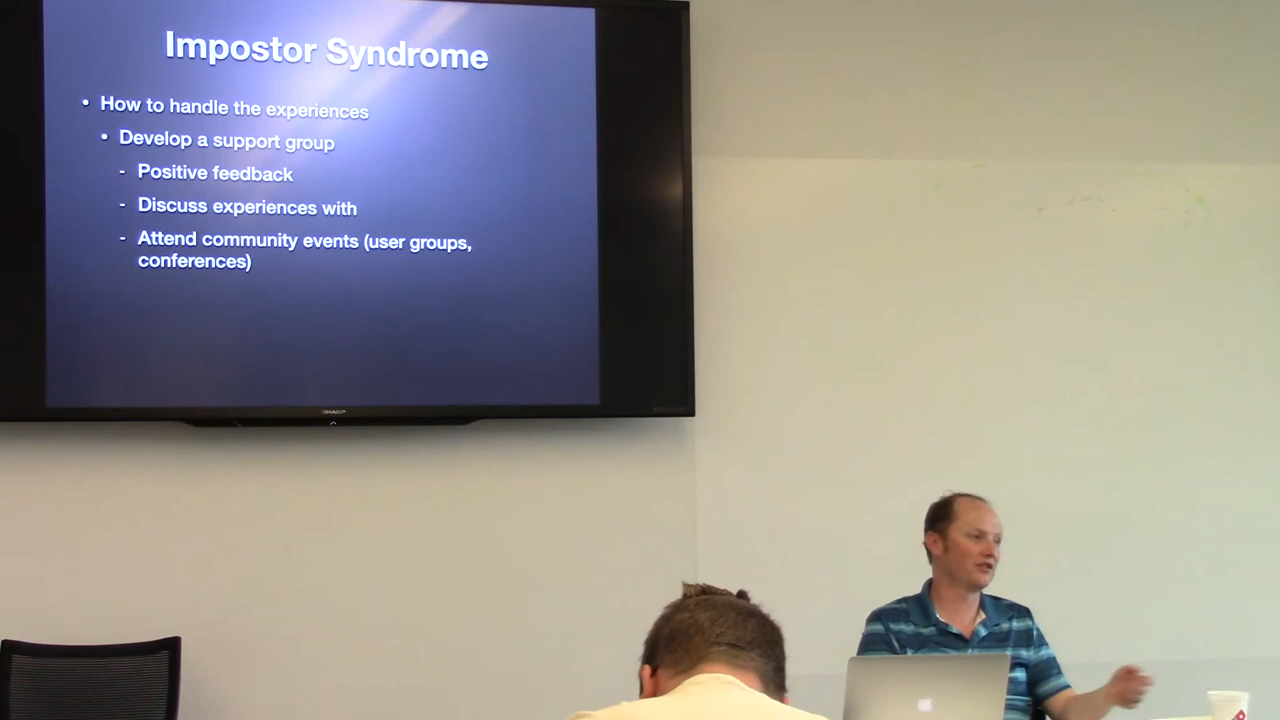 Impostor Syndrome
• How to handle the experiences
• Develop a support group
- Positive feedback
- Discuss experiences with
- Attend community events (user groups,
conferences)
SHARP